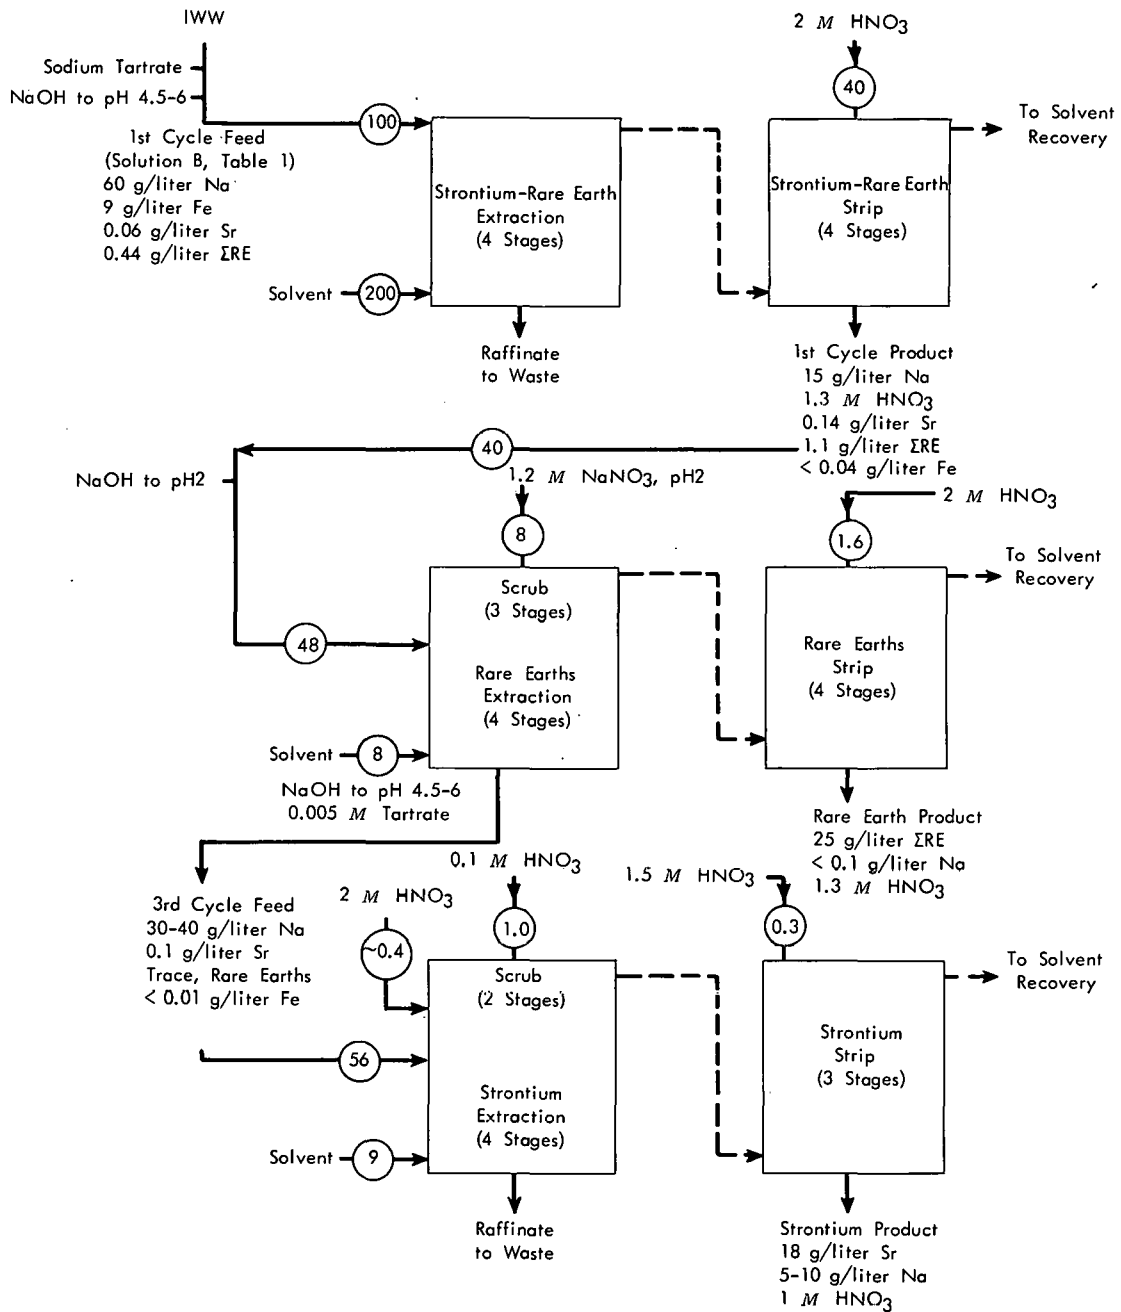 IWW
Sodium Tartrate
NaOH to pH 4.5-6
100
1st Cycle Feed
(Solution B, Table 1)
60 g/liter Na
9 g/liter Fe
0.06 g/liter Sr
0.44 g/liter ΣRE
Solvent
200
Strontium-Rare Earth
Extraction
(4 Stages)
Raffinate
to Waste
2 M HNO3
40
Strontium-Rare Earth
Strip
(4 Stages)
To Solvent
Recovery
1st Cycle Product
15 g/liter Na
1.3 M HNO3
0.14 g/liter Sr
1.1 g/liter ΣRE
< 0.04 g/liter Fe
40
NaOH to pH2
48
1.2 M NaNO3, pH2
8
Scrub
(3 Stages)
Rare Earths
Extraction
(4 Stages)
Solvent
8
NaOH to pH 4.5-6
0.005 M Tartrate
2 M HNO3
1.6
Rare Earths
Strip
(4 Stages)
To Solvent
Recovery
Rare Earth Product
25 g/liter ΣRE
< 0.1 g/liter Na
1.3 M HNO3
3rd Cycle Feed
30-40 g/liter Na
0.1 g/liter Sr
Trace, Rare Earths
< 0.01 g/liter Fe
56
2 M HNO3
~0.4
0.1 M HNO3
1.0
Scrub
(2 Stages)
Strontium
Extraction
(4 Stages)
Solvent
9
Raffinate
to Waste
1.5 M HNO3
0.3
Strontium
Strip
(3 Stages)
To Solvent
Recovery
Strontium Product
18 g/liter Sr
5-10 g/liter Na
1 M HNO3